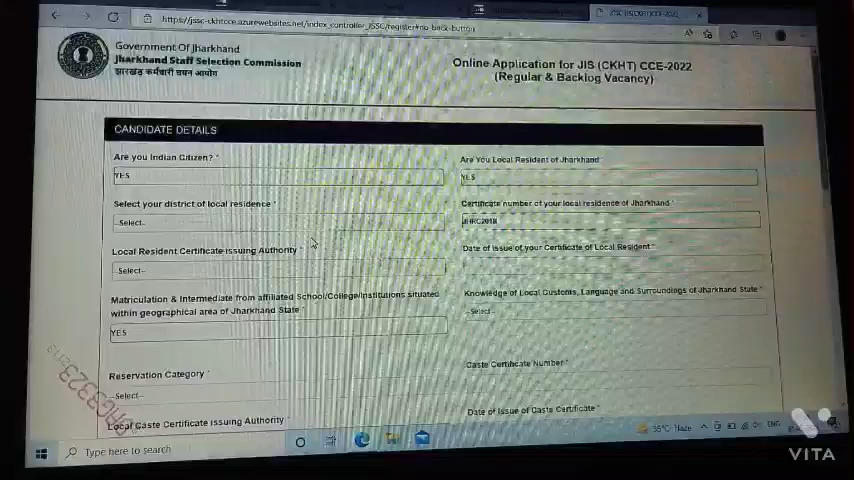 https://jssc-ckhtcce.azurewebsites.net/index_controller_JSSC/register#no-back-button
Government Of Jharkhand
Jharkhand Staff Selection Commission
झारखंड कर्मचारी चयन आयोग
Online Application for JIS (CKHT) CCE-2022
(Regular & Backlog Vacancy)
CANDIDATE DETAILS
Are you Indian Citizen? *
YES
Are You Local Resident of Jharkhand *
YES
Select your district of local residence *
--Select--
Certificate number of your local residence of Jharkhand *
JHRC2018
Local Resident Certificate Issuing Authority *
--Select--
Date of Issue of your Certificate of Local Resident *
Matriculation & Intermediate from affiliated School/College/Institutions situated
within geographical area of Jharkhand State *
YES
Knowledge of Local Customs, Language and Surroundings of Jharkhand State *
--Select--
Reservation Category *
--Select--
Caste Certificate Number *
Local Caste Certificate Issuing Authority *
Date of Issue of Caste Certificate *
Type here to search
35°C Haze
ENG
VITA